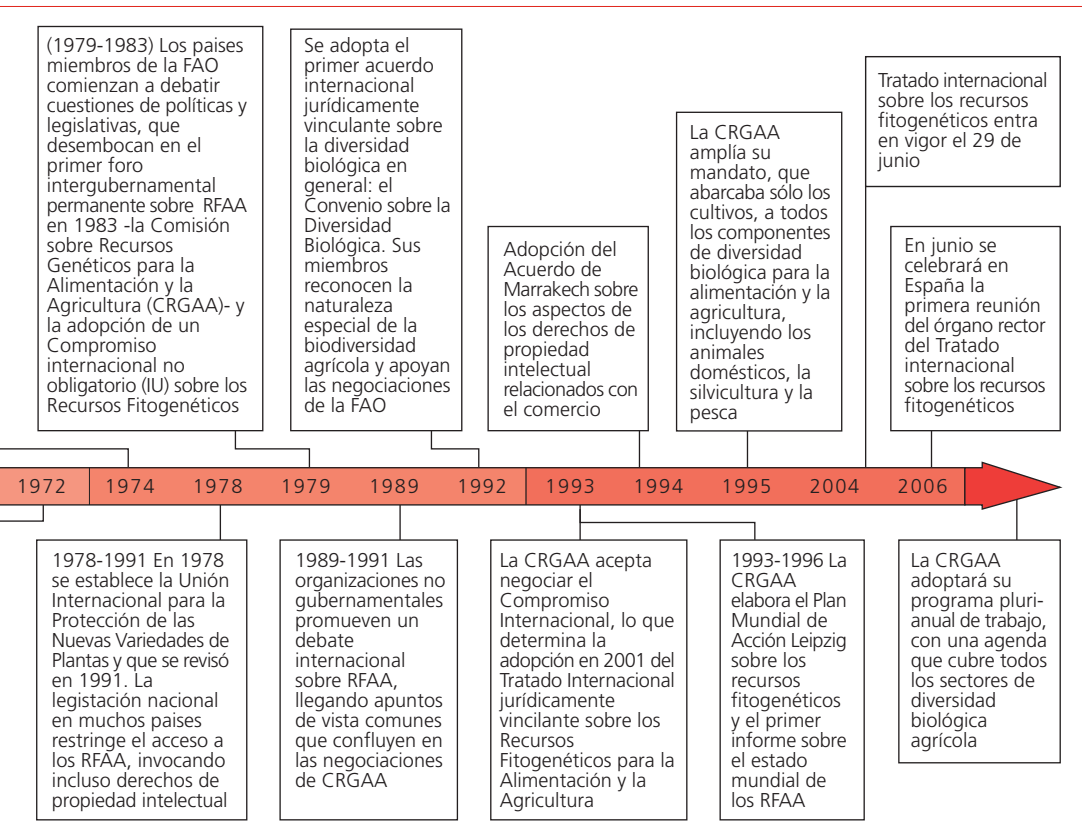 (1979-1983) Los paises
miembros de la FAO
comienzan a debatir
cuestiones de políticas y
legislativas, que
desembocan en el
primer foro
intergubernamental
permanente sobre RFAA
en 1983 -la Comisión
sobre Recursos
Genéticos para la
Alimentación y la
Agricultura (CRGAA)- y
la adopción de un
Compromiso
internacional no
obligatorio (IU) sobre los
Recursos Fitogenéticos
Se adopta el
primer acuerdo
internacional
jurídicamente
vinculante sobre
la diversidad
biológica en
general: el
Convenio sobre la
Diversidad
Biológica. Sus
miembros
reconocen la
naturaleza
especial de la
biodiversidad
agrícola y apoyan
las negociaciones
de la FAO
Adopción del
Acuerdo de
Marrakech sobre
los aspectos de
los derechos de
propiedad
intelectual
relacionados con
el comercio
La CRGAA
amplía su
mandato, que
abarcaba sólo los
cultivos, a todos
los componentes
de diversidad
biológica para la
alimentación y la
agricultura,
incluyendo los
animales
domésticos, la
silvicultura y la
pesca
Tratado internacional
sobre los recursos
fitogenéticos entra
en vigor el 29 de
junio
En junio se
celebrará en
España la
primera reunión
del órgano rector
del Tratado
internacional
sobre los recursos
fitogenéticos
1972 1974 1978 1979 1989 1992 1993 1994 1995 2004 2006
1978-1991 En 1978
se establece la Unión
Internacional para la
Protección de las
Nuevas Variedades de
Plantas y que se revisó
en 1991. La
legistación nacional
en muchos paises
restringe el acceso a
los RFAA, invocando
incluso derechos de
propiedad intelectual
1989-1991 Las
organizaciones no
gubernamentales
promueven un
debate
internacional
sobre RFAA,
llegando apuntos
de vista comunes
que confluyen en
las negociaciones
de CRGAA
La CRGAA acepta
negociar el
Compromiso
Internacional, lo que
determina la
adopción en 2001 del
Tratado Internacional
jurídicamente
vincilante sobre los
Recursos
Fitogenéticos para la
Alimentación y la
Agricultura
1993-1996 La
CRGAA
elabora el Plan
Mundial de
Acción Leipzig
sobre los
recursos
fitogenéticos
y el primer
informe sobre
el estado
mundial de
los RFAA
La CRGAA
adoptará su
programa pluri-
anual de trabajo,
con una agenda
que cubre todos
los sectores de
diversidad
biológica
agrícola